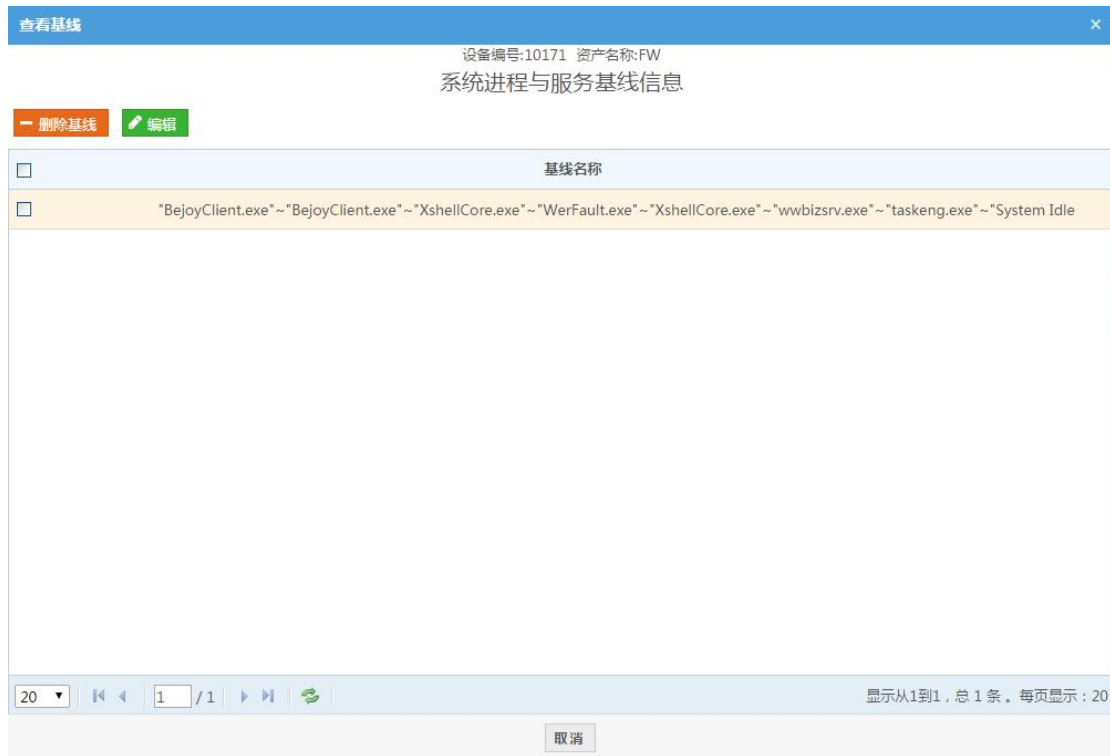 查看基线
设备编号:10171 资产名称:FW
系统进程与服务基线信息
删除基线 编辑
基线名称
"BejoyClient.exe"~"BejoyClient.exe"~"XshellCore.exe"~"WerFault.exe"~"XshellCore.exe"~"wwbizsrv.exe"~"taskeng.exe"~"System Idle
20 1 / 1 显示从1到1，总 1 条 。每页显示：20
取消